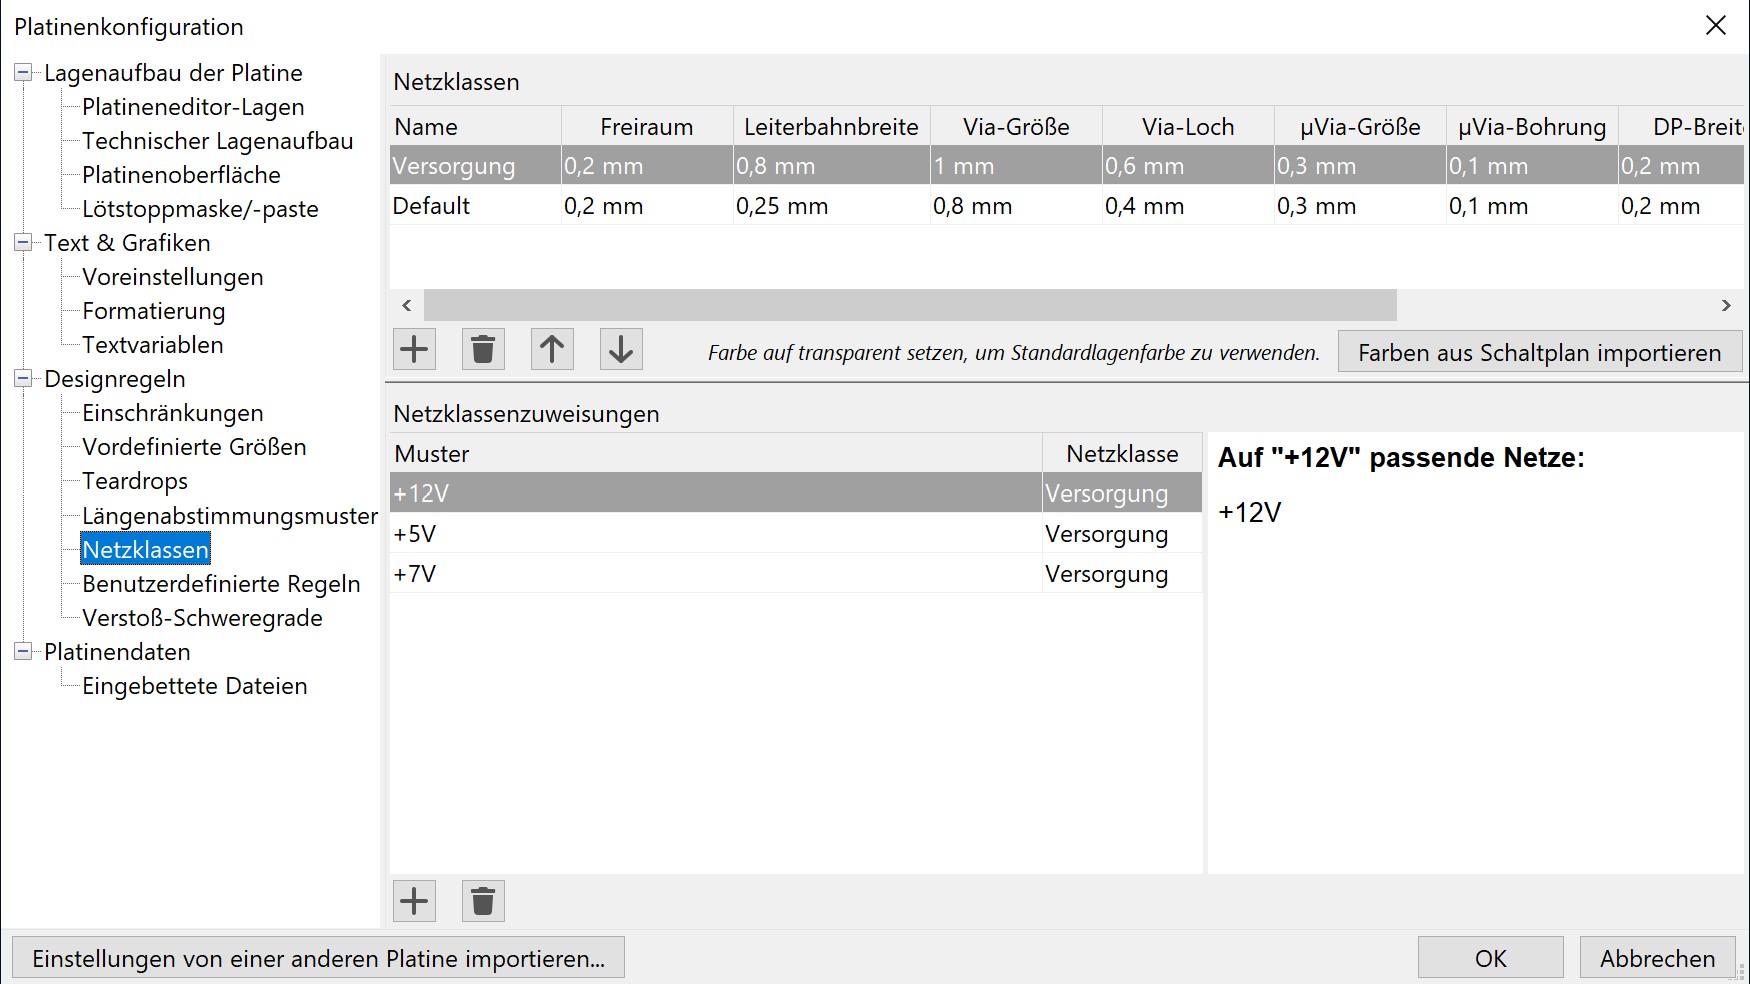 Platinenkonfiguration
Lagenaufbau der Platine
Platineneditor-Lagen
Technischer Lagenaufbau
Platinenoberfläche
Lötstoppmaske/-paste
Text & Grafiken
Voreinstellungen
Formatierung
Textvariablen
Designregeln
Einschränkungen
Vordefinierte Größen
Teardrops
Längenabstimmungsmuster
Netzklassen
Benutzerdefinierte Regeln
Verstoß-Schweregrade
Platinendaten
Eingebettete Dateien
Netzklassen
Name Freiraum Leiterbahnbreite Via-Größe Via-Loch µVia-Größe µVia-Bohrung DP-Breit
Versorgung 0,2 mm 0,8 mm 1 mm 0,6 mm 0,3 mm 0,1 mm 0,2 mm
Default 0,2 mm 0,25 mm 0,8 mm 0,4 mm 0,3 mm 0,1 mm 0,2 mm
Farbe auf transparent setzen, um Standardlagenfarbe zu verwenden. Farben aus Schaltplan importieren
Netzklassenzuweisungen
Muster Netzklasse
+12V Versorgung
+5V Versorgung
+7V Versorgung
Auf "+12V" passende Netze:
+12V
Einstellungen von einer anderen Platine importieren... OK Abbrechen